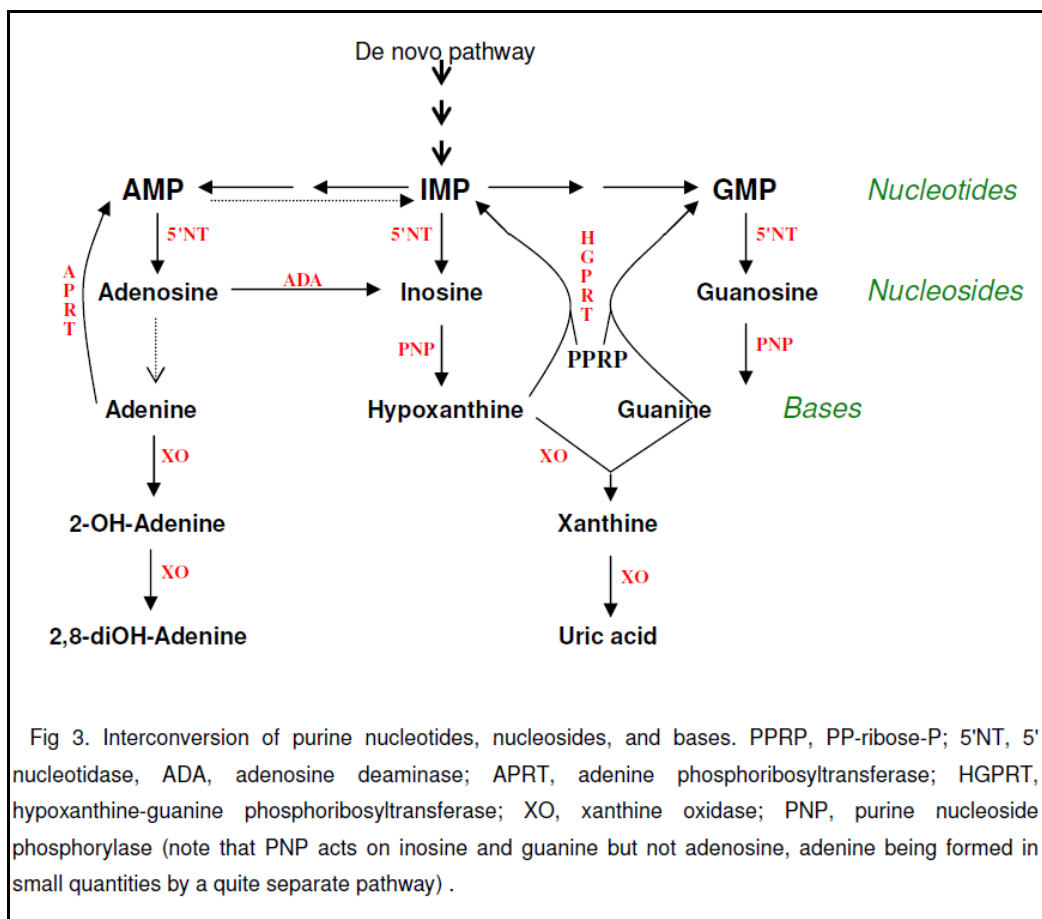 De novo pathway
AMP IMP GMP Nucleotides
5'NT 5'NT 5'NT
HGPRT
APRT
Adenosine ADA Inosine Guanosine Nucleosides
PNP PPRP PNP
Adenine Hypoxanthine Guanine Bases
XO XO
2-OH-Adenine Xanthine
XO XO
2,8-diOH-Adenine Uric acid
Fig 3. Interconversion of purine nucleotides, nucleosides, and bases. PPRP, PP-ribose-P; 5'NT, 5'
nucleotidase, ADA, adenosine deaminase; APRT, adenine phosphoribosyltransferase; HGPRT,
hypoxanthine-guanine phosphoribosyltransferase; XO, xanthine oxidase; PNP, purine nucleoside
phosphorylase (note that PNP acts on inosine and guanine but not adenosine, adenine being formed in
small quantities by a quite separate pathway) .